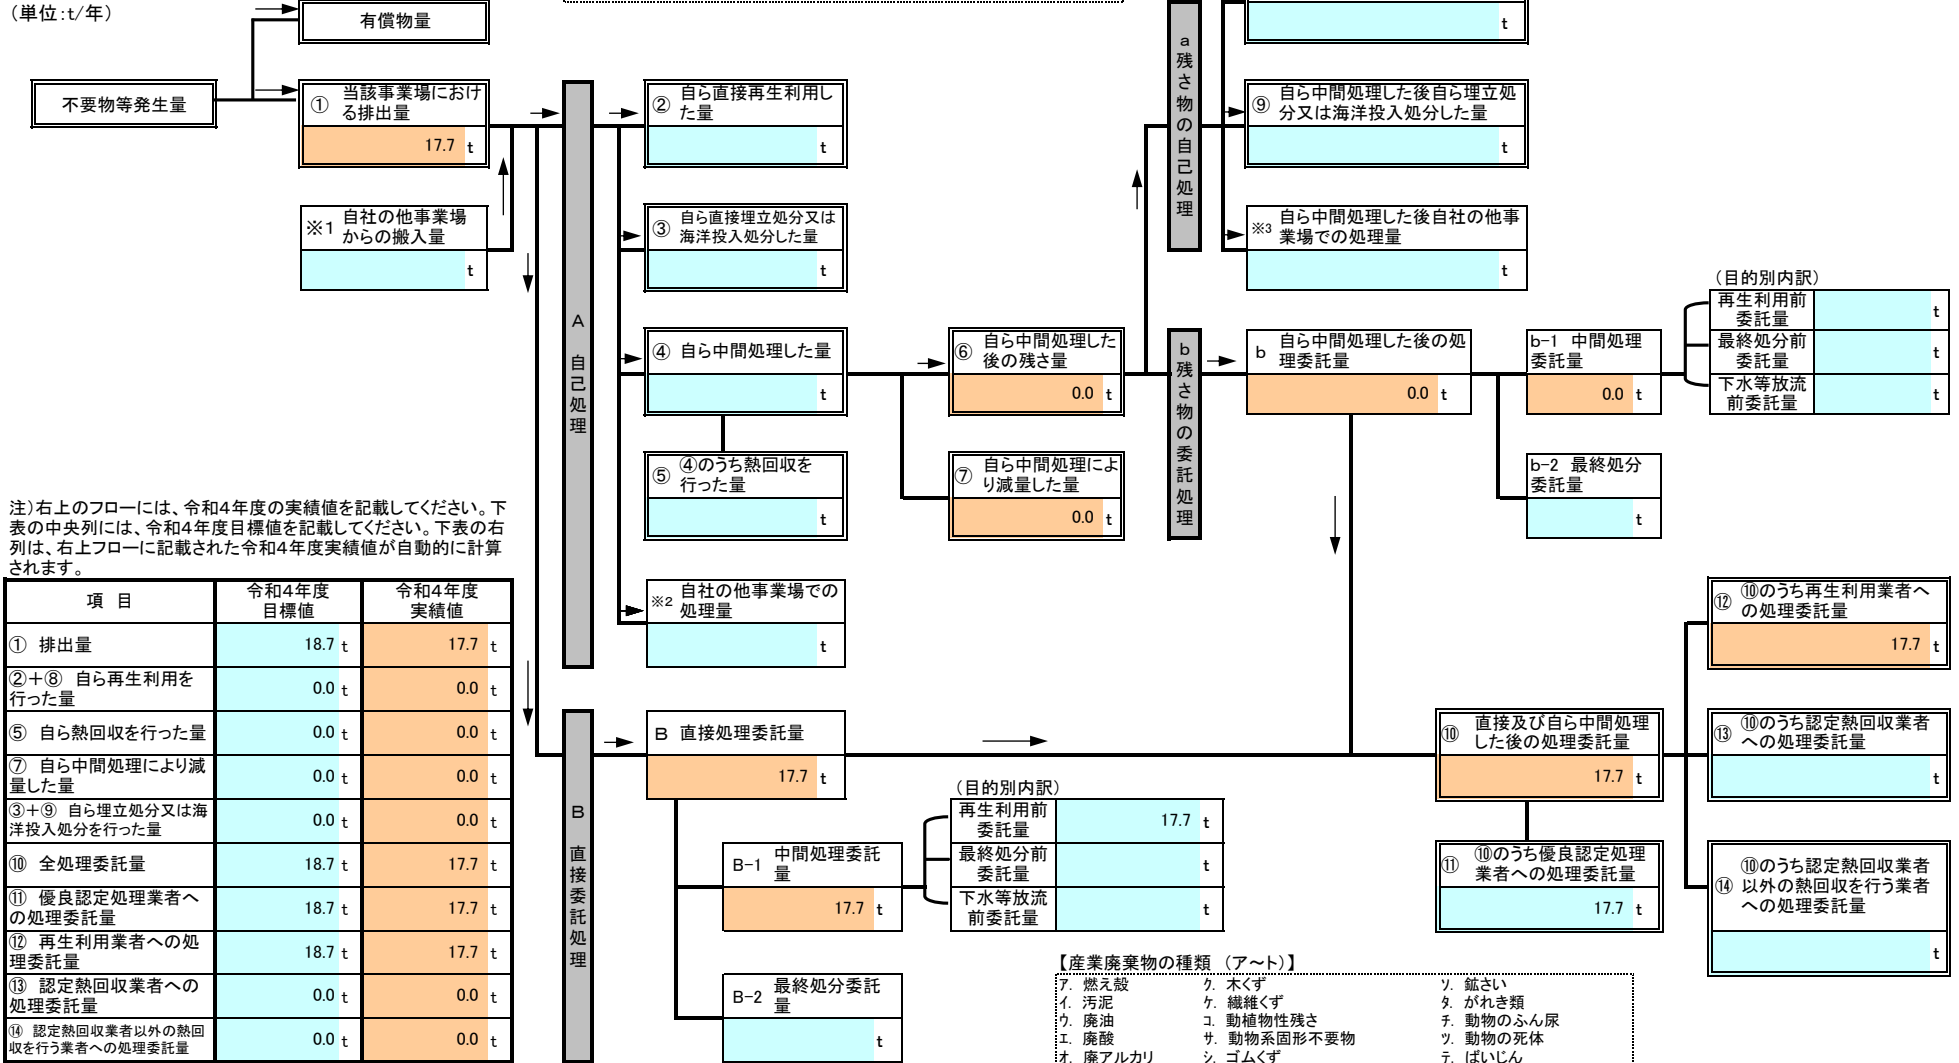 （単位：t/年）
有償物量
不要物等発生量
① 当該事業場におけ
る排出量
17.7 t
※1 自社の他事業場
からの搬入量
t
A 自己処理
② 自ら直接再生利用し
た量
t
③ 自ら直接埋立処分又は
海洋投入処分した量
t
④ 自ら中間処理した量
t
⑤ ④のうち熱回収を
行った量
t
※2 自社の他事業場での
処理量
t
⑥ 自ら中間処理した
後の残さ量
0.0 t
⑦ 自ら中間処理によ
り減量した量
0.0 t
a 残さ物の自己処理
t
⑨ 自ら中間処理した後自ら埋立処
分又は海洋投入処分した量
t
※3 自ら中間処理した後自社の他事
業場での処理量
t
b 残さ物の委託処理
b 自ら中間処理した後の処
理委託量
0.0 t
b-1 中間処理
委託量
0.0 t
b-2 最終処分
委託量
t
（目的別内訳）
再生利用前
委託量
t
最終処分前
委託量
t
下水等放流
前委託量
t
注）右上のフローには、令和４年度の実績値を記載してください。下
表の中央列には、令和４年度目標値を記載してください。下表の右
列は、右上フローに記載された令和４年度実績値が自動的に計算
されます。
項 目
令和４年度
目標値
令和４年度
実績値
① 排出量 18.7 t 17.7 t
②＋⑧ 自ら再生利用を
行った量 0.0 t 0.0 t
⑤ 自ら熱回収を行った量 0.0 t 0.0 t
⑦ 自ら中間処理により減
量した量 0.0 t 0.0 t
③＋⑨ 自ら埋立処分又は海
洋投入処分を行った量 0.0 t 0.0 t
⑩ 全処理委託量 18.7 t 17.7 t
⑪ 優良認定処理業者へ
の処理委託量 18.7 t 17.7 t
⑫ 再生利用業者への処
理委託量 18.7 t 17.7 t
⑬ 認定熱回収業者への
処理委託量 0.0 t 0.0 t
⑭ 認定熱回収業者以外の熱回
収を行う業者への処理委託量 0.0 t 0.0 t
B 直接委託処理
B 直接処理委託量
17.7 t
B-1 中間処理委託
量
17.7 t
B-2 最終処分委託
量
t
（目的別内訳）
再生利用前
委託量
17.7 t
最終処分前
委託量
t
下水等放流
前委託量
t
⑩ 直接及び自ら中間処理
した後の処理委託量
17.7 t
⑪ ⑩のうち優良認定処理
業者への処理委託量
17.7 t
⑫ ⑩のうち再生利用業者へ
の処理委託量
17.7 t
⑬ ⑩のうち認定熱回収業者
への処理委託量
t
⑭ ⑩のうち認定熱回収業者
以外の熱回収を行う業者
への処理委託量
t
【産業廃棄物の種類 （ア～ト）】
ア. 燃え殻 ク. 木くず ソ. 鉱さい
イ. 汚泥 ケ. 繊維くず タ. がれき類
ウ. 廃油 コ. 動植物性残さ チ. 動物のふん尿
エ. 廃酸 サ. 動物系固形不要物 ツ. 動物の死体
オ. 廃アルカリ シ. ゴムくず テ. ばいじん